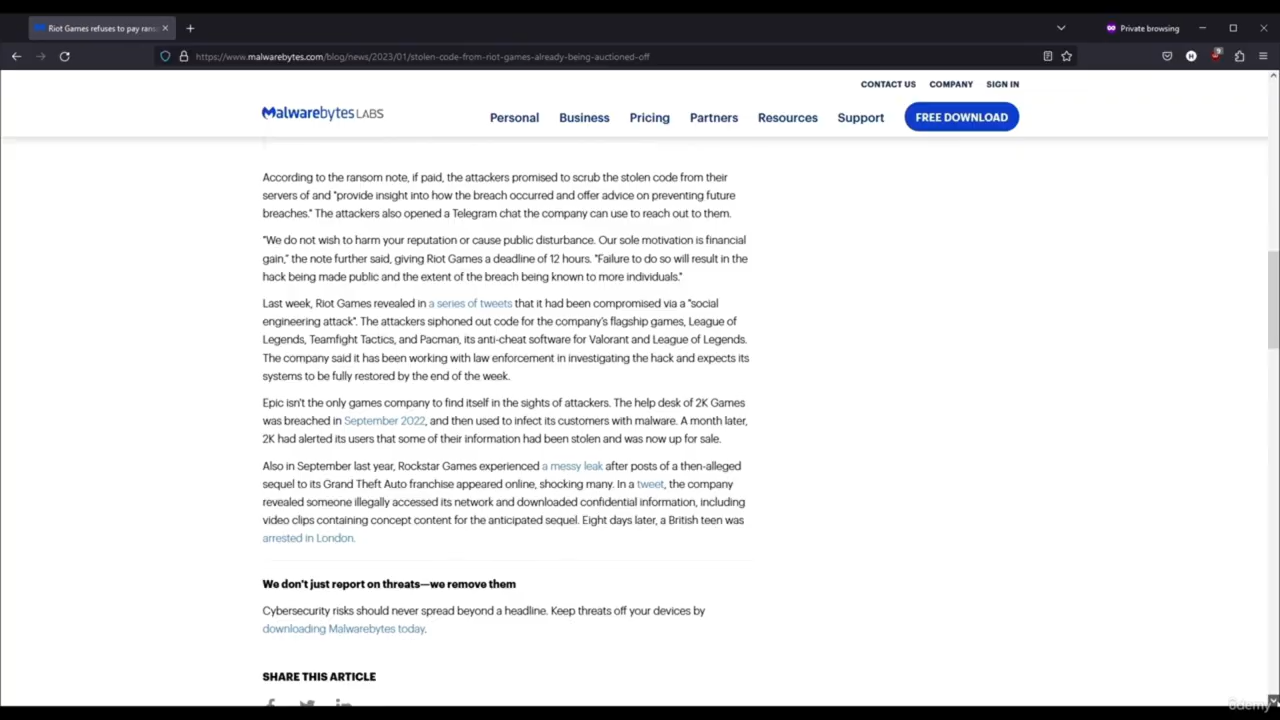 Riot Games refuses to pay rans
Private browsing
https://www.malwarebytes.com/blog/news/2023/01/stolen-code-from-riot-games-already-being-auctioned-off
CONTACT US COMPANY SIGN IN
Malwarebytes LABS
Personal Business Pricing Partners Resources Support FREE DOWNLOAD
According to the ransom note, if paid, the attackers promised to scrub the stolen code from their
servers of and "provide insight into how the breach occurred and offer advice on preventing future
breaches." The attackers also opened a Telegram chat the company can use to reach out to them.
"We do not wish to harm your reputation or cause public disturbance. Our sole motivation is financial
gain," the note further said, giving Riot Games a deadline of 12 hours. "Failure to do so will result in the
hack being made public and the extent of the breach being known to more individuals."
Last week, Riot Games revealed in a series of tweets that it had been compromised via a "social
engineering attack". The attackers siphoned out code for the company's flagship games, League of
Legends, Teamfight Tactics, and Pacman, its anti-cheat software for Valorant and League of Legends.
The company said it has been working with law enforcement in investigating the hack and expects its
systems to be fully restored by the end of the week.
Epic isn't the only games company to find itself in the sights of attackers. The help desk of 2K Games
was breached in September 2022, and then used to infect its customers with malware. A month later,
2K had alerted its users that some of their information had been stolen and was now up for sale.
Also in September last year, Rockstar Games experienced a messy leak after posts of a then-alleged
sequel to its Grand Theft Auto franchise appeared online, shocking many. In a tweet, the company
revealed someone illegally accessed its network and downloaded confidential information, including
video clips containing concept content for the anticipated sequel. Eight days later, a British teen was
arrested in London.
We don't just report on threats—we remove them
Cybersecurity risks should never spread beyond a headline. Keep threats off your devices by
downloading Malwarebytes today.
SHARE THIS ARTICLE
udemy